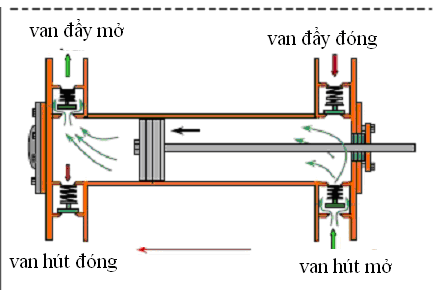 van đẩy mở
van đẩy đóng
van hút đóng
van hút mở